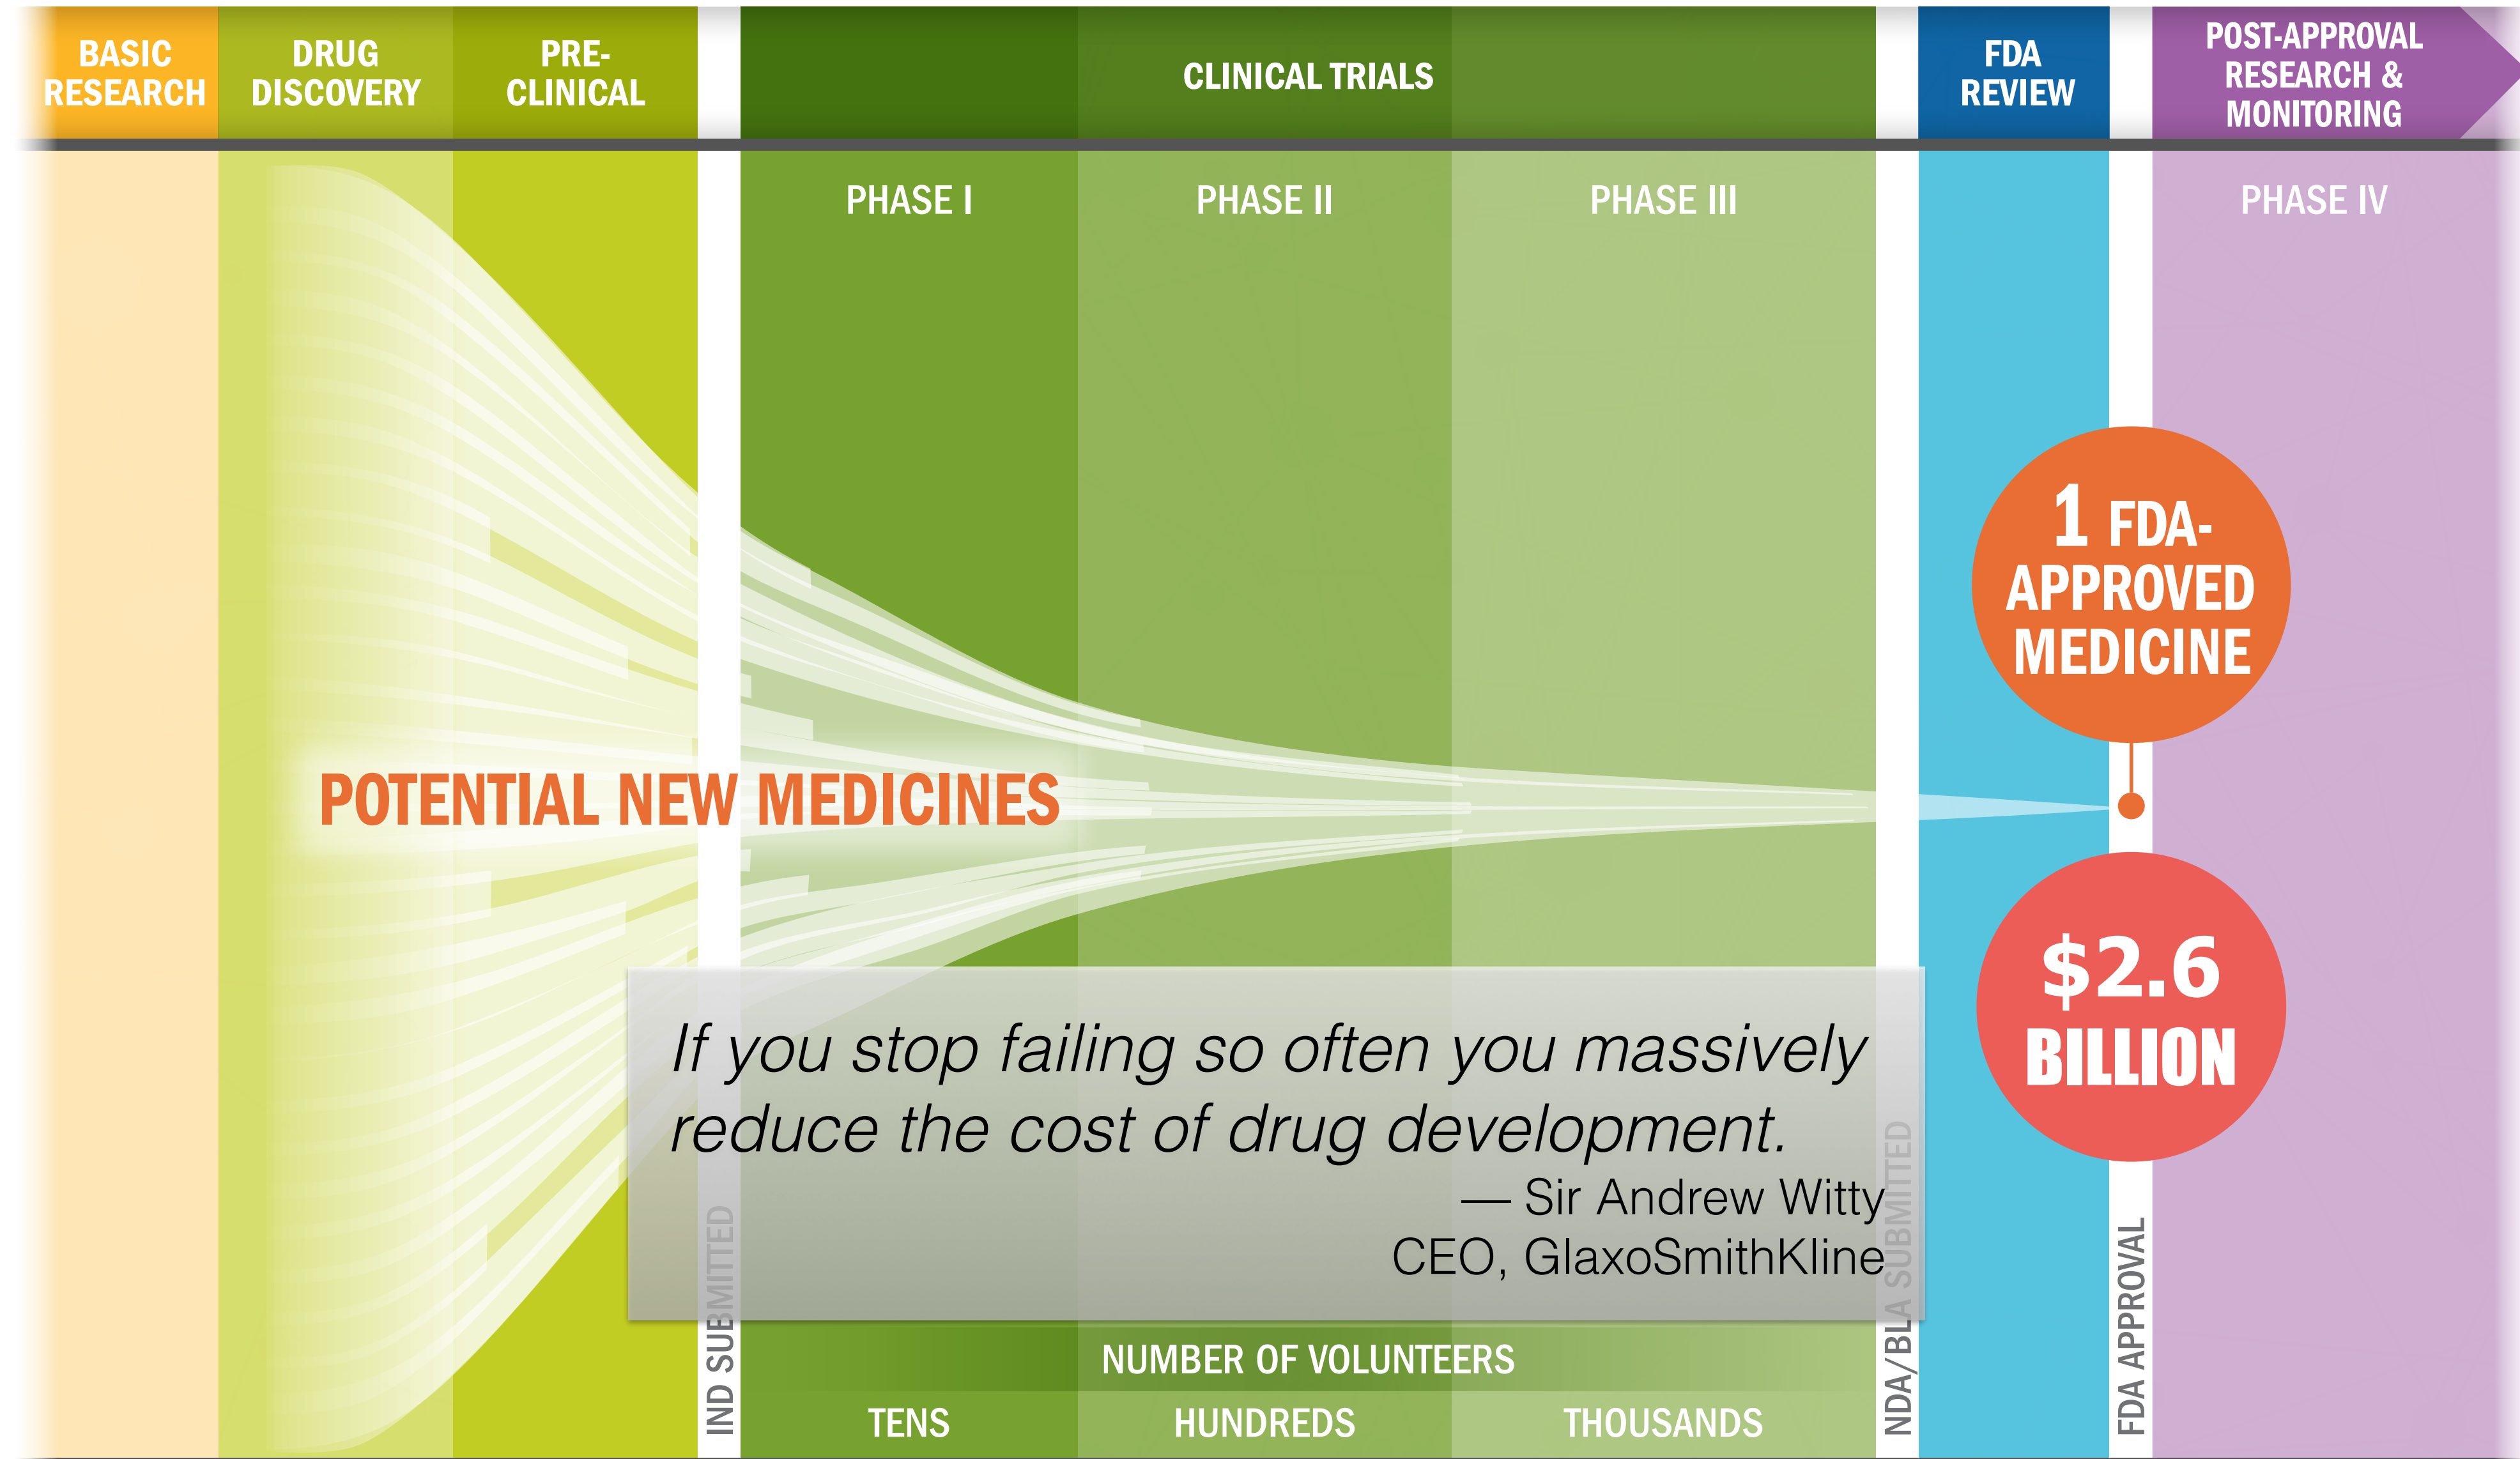 BASIC
RESEARCH
DRUG
DISCOVERY
PRE-
CLINICAL
CLINICAL TRIALS
FDA
REVIEW
POST-APPROVAL
RESEARCH &
MONITORING
PHASE I
PHASE II
PHASE III
PHASE IV
1 FDA-
APPROVED
MEDICINE
POTENTIAL NEW MEDICINES
$2.6
BILLION
If you stop failing so often you massively
reduce the cost of drug development.
— Sir Andrew Witty
CEO, GlaxoSmithKline
IND SUBMITTED
NDA/BLA SUBMITTED
FDA APPROVAL
NUMBER OF VOLUNTEERS
TENS
HUNDREDS
THOUSANDS